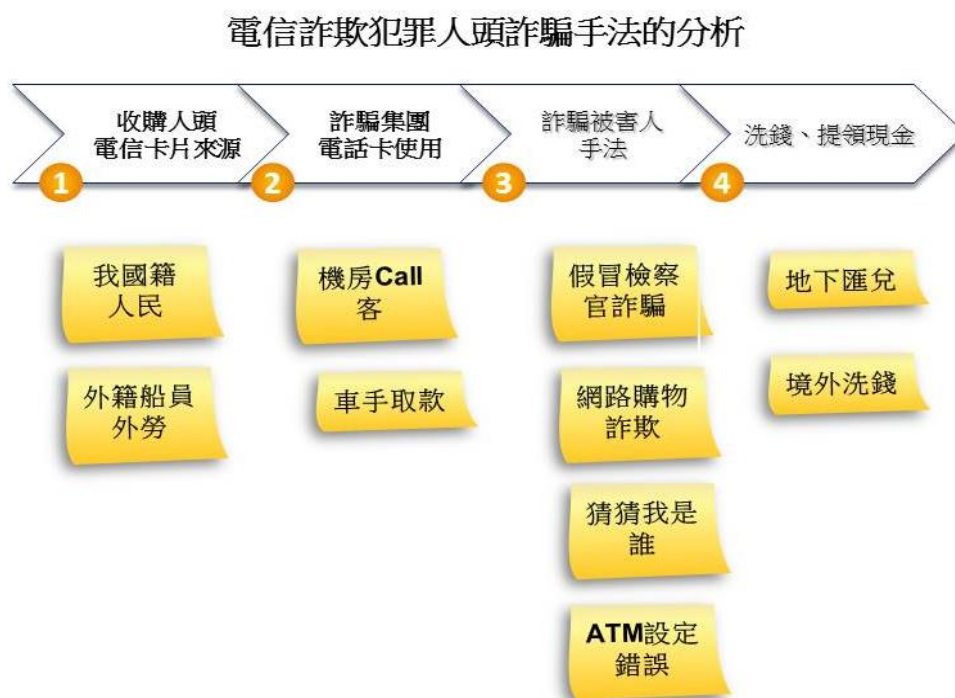 電信詐欺犯罪人頭詐騙手法的分析
收購人頭
電信卡片來源
1
詐騙集團
電話卡使用
2
詐騙被害人
手法
3
洗錢、提領現金
4
我國籍
人民
外籍船員
外勞
機房Call
客
車手取款
假冒檢察
官詐騙
網路購物
詐欺
猜猜我是
誰
ATM設定
錯誤
地下匯兌
境外洗錢